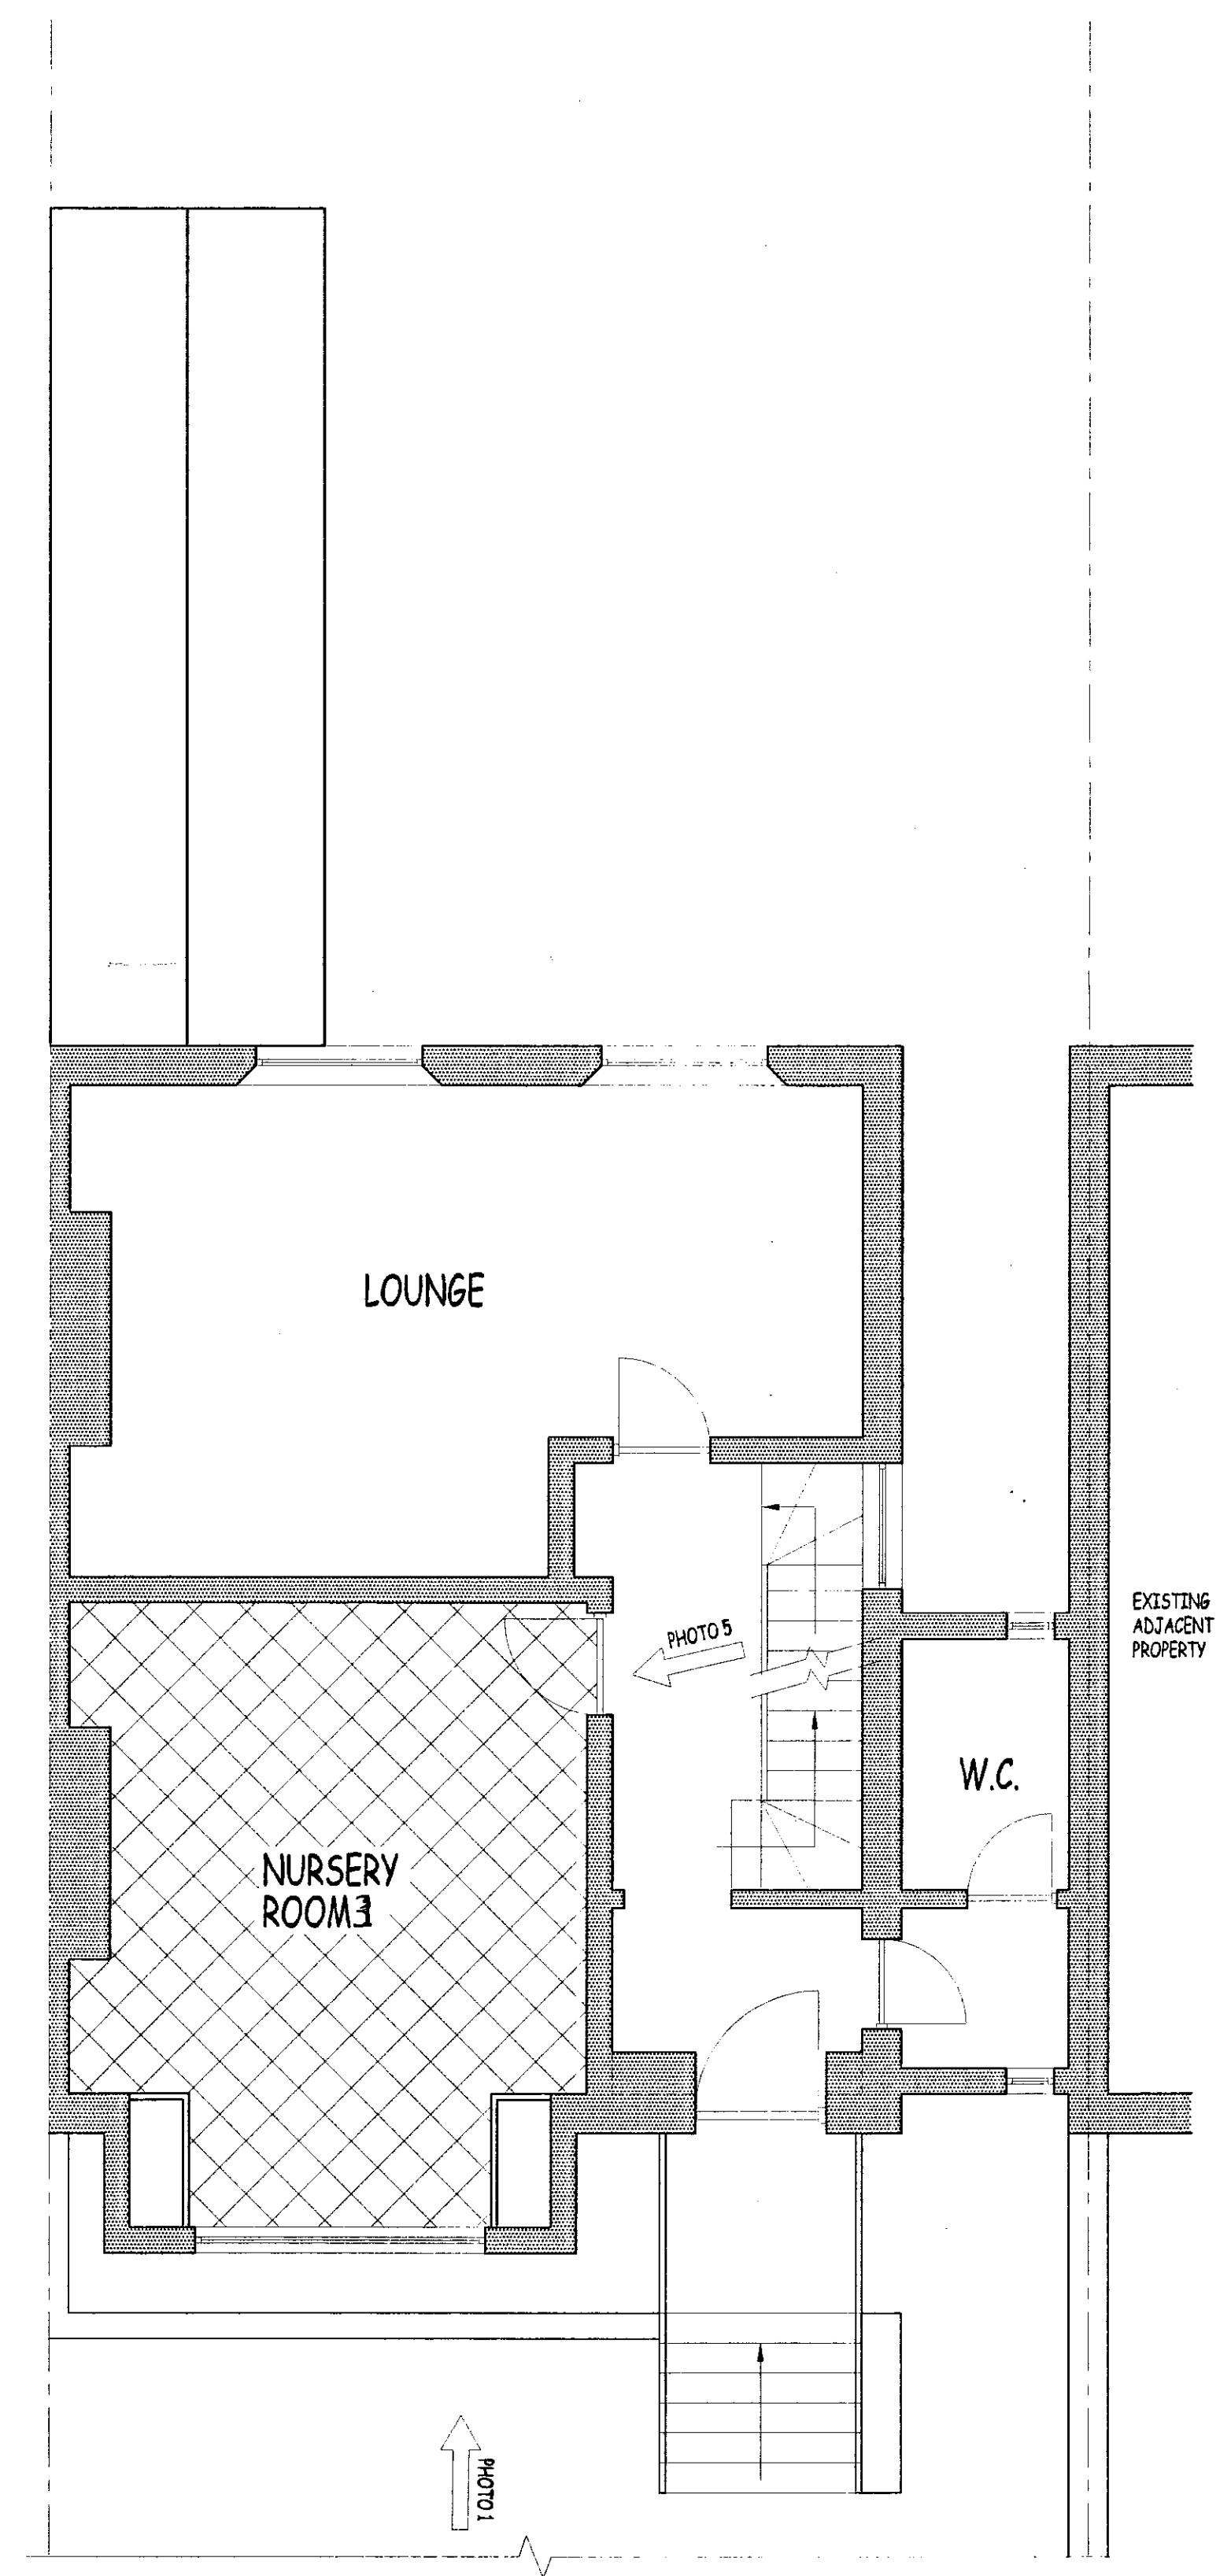 LOUNGE
PHOTO 5
EXISTING
ADJACENT
PROPERTY
W.C.
NURSERY
ROOM
PHOTO 1